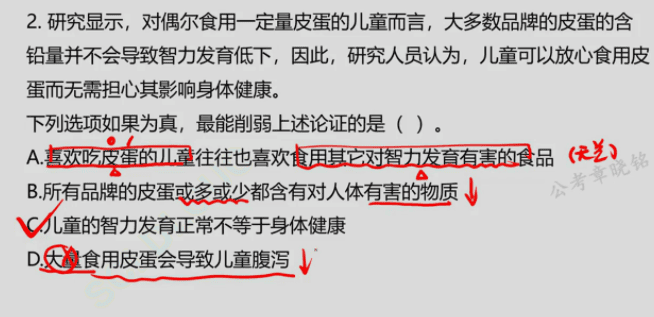 2. 研究显示，对偶尔食用一定量皮蛋的儿童而言，大多数品牌的皮蛋的含
铅量并不会导致智力发育低下，因此，研究人员认为，儿童可以放心食用皮
蛋而无需担心其影响身体健康。
下列选项如果为真，最能削弱上述论证的是（ ）。
A.喜欢吃皮蛋的儿童往往也喜欢食用其它对智力发育有害的食品 (无关)
B.所有品牌的皮蛋或多或少都含有对人体有害的物质
C.儿童的智力发育正常不等于身体健康
D.大量食用皮蛋会导致儿童腹泻
公考章晓铭